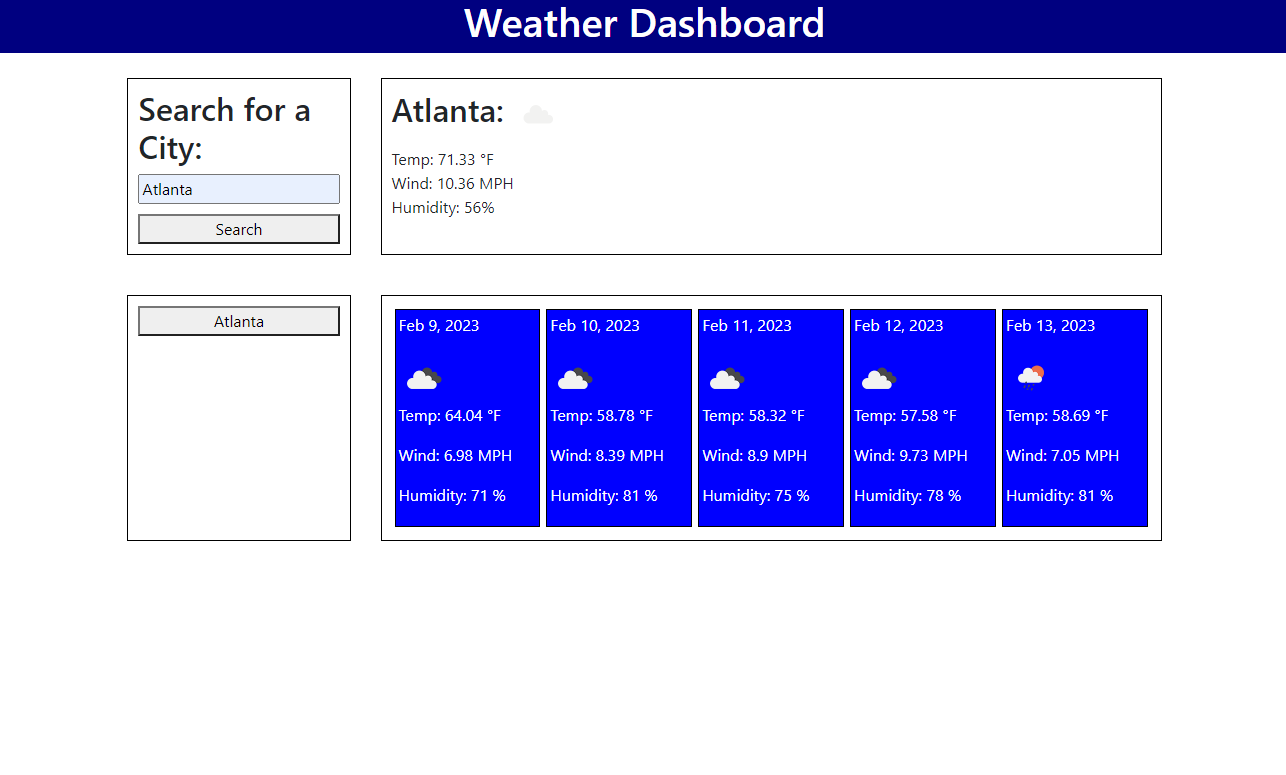 Weather Dashboard
Search for a
City:
Atlanta
Search
Atlanta:
Temp: 71.33 °F
Wind: 10.36 MPH
Humidity: 56%
Atlanta
Feb 9, 2023
Temp: 64.04 °F
Wind: 6.98 MPH
Humidity: 71 %
Feb 10, 2023
Temp: 58.78 °F
Wind: 8.39 MPH
Humidity: 81 %
Feb 11, 2023
Temp: 58.32 °F
Wind: 8.9 MPH
Humidity: 75 %
Feb 12, 2023
Temp: 57.58 °F
Wind: 9.73 MPH
Humidity: 78 %
Feb 13, 2023
Temp: 58.69 °F
Wind: 7.05 MPH
Humidity: 81 %